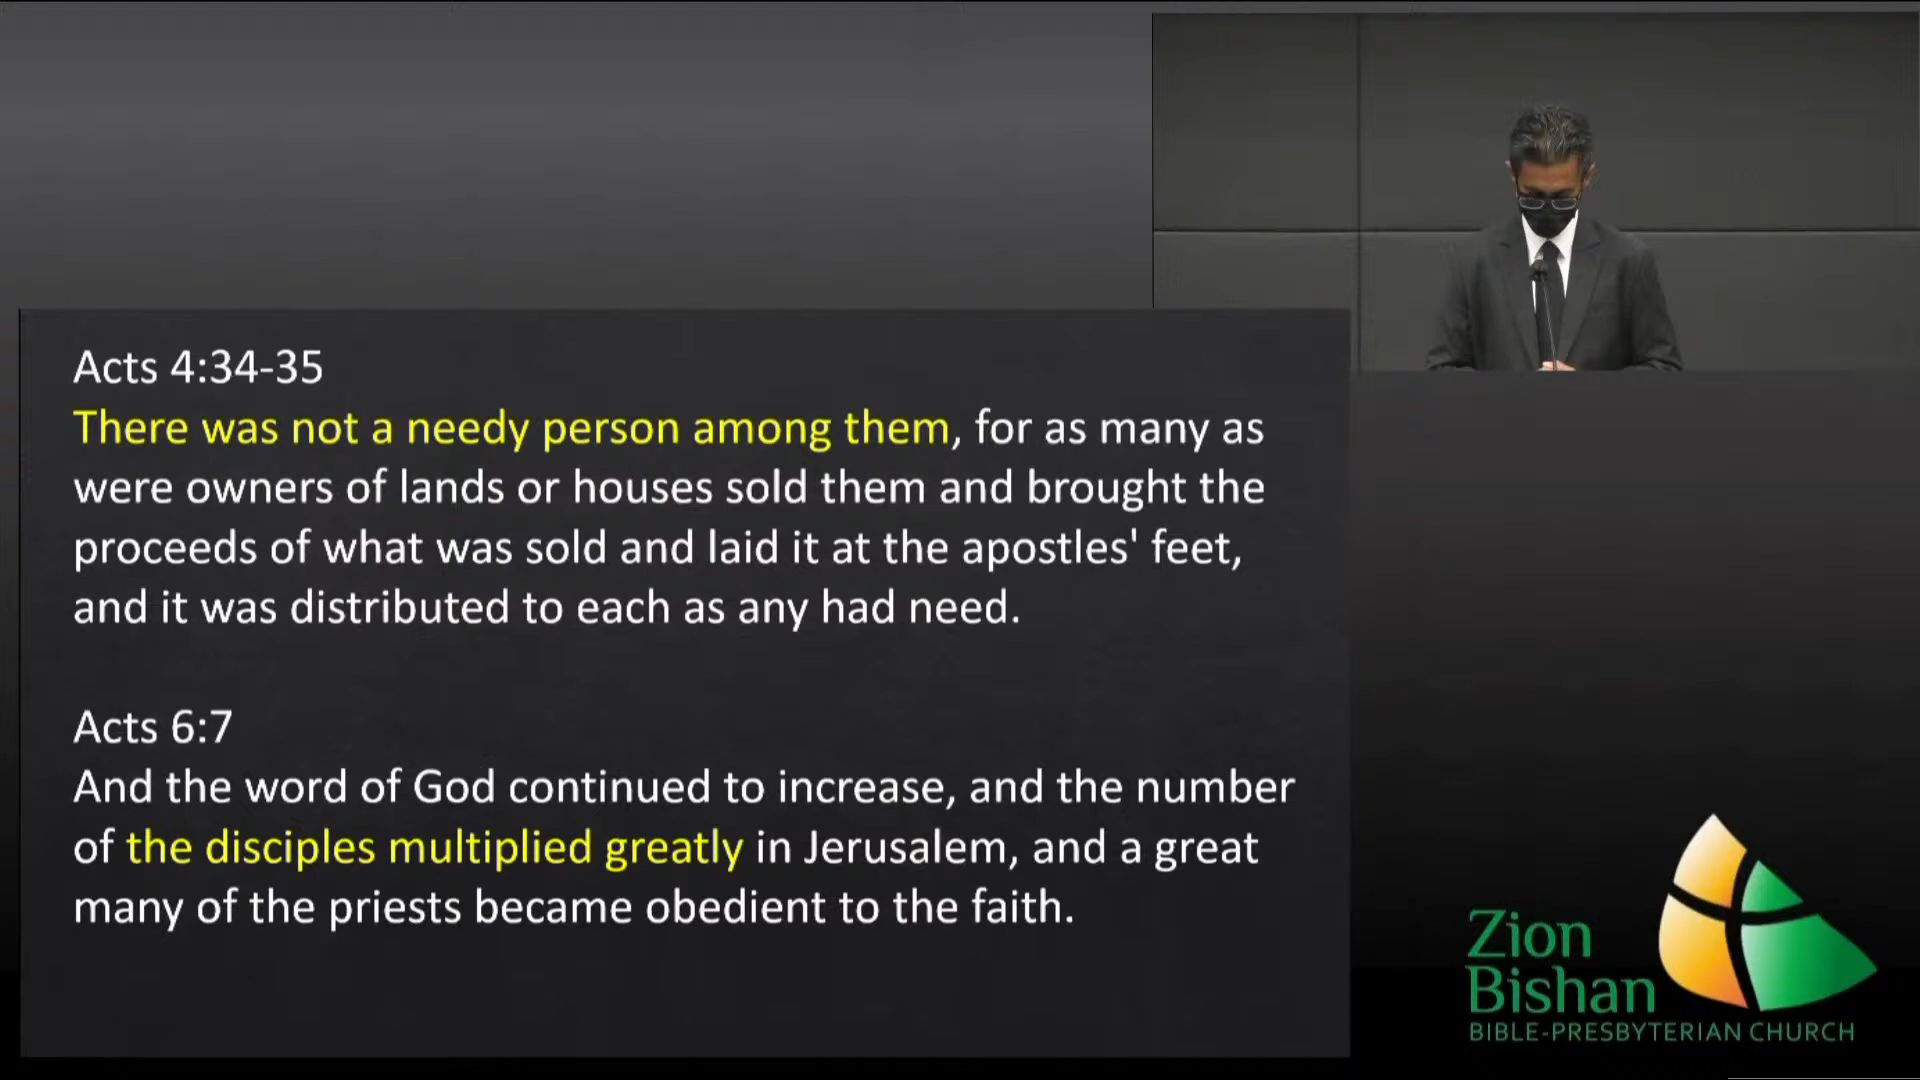 Acts 4:34-35
There was not a needy person among them, for as many as
were owners of lands or houses sold them and brought the
proceeds of what was sold and laid it at the apostles' feet,
and it was distributed to each as any had need.
Acts 6:7
And the word of God continued to increase, and the number
of the disciples multiplied greatly in Jerusalem, and a great
many of the priests became obedient to the faith.
Zion
Bishan
BIBLE-PRESBYTERIAN CHURCH